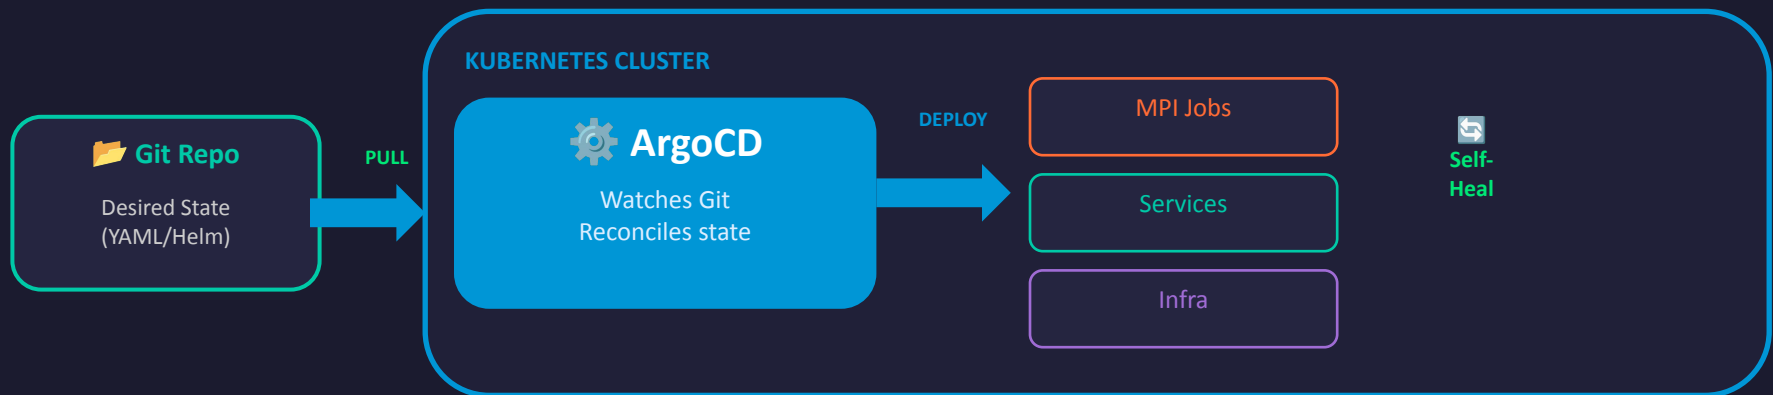 KUBERNETES CLUSTER
📂 Git Repo
Desired State
(YAML/Helm)
PULL
⚙️ ArgoCD
Watches Git
Reconciles state
DEPLOY
MPI Jobs
Services
Infra
🔄
Self-
Heal